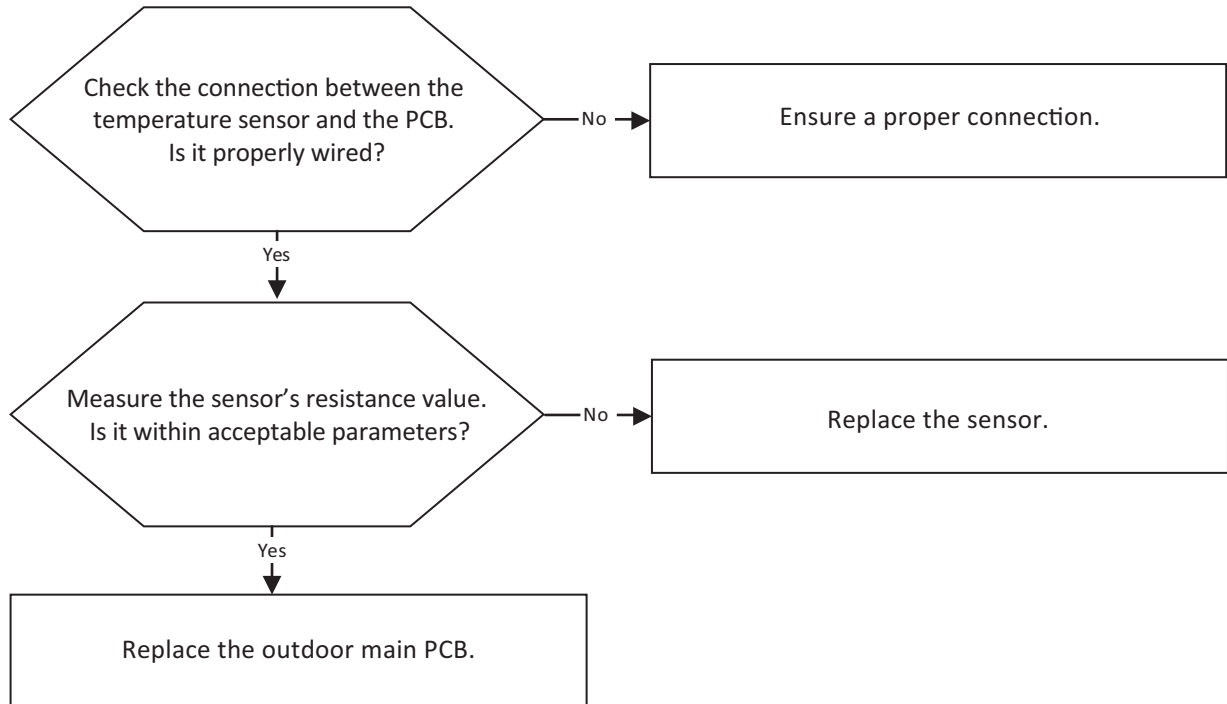 Check the connection between the
temperature sensor and the PCB.
Is it properly wired?
No
Ensure a proper connection.
Yes
Measure the sensor’s resistance value.
Is it within acceptable parameters?
No
Replace the sensor.
Yes
Replace the outdoor main PCB.